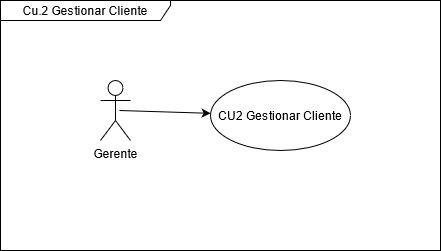 Cu.2 Gestionar Cliente
CU2 Gestionar Cliente
Gerente